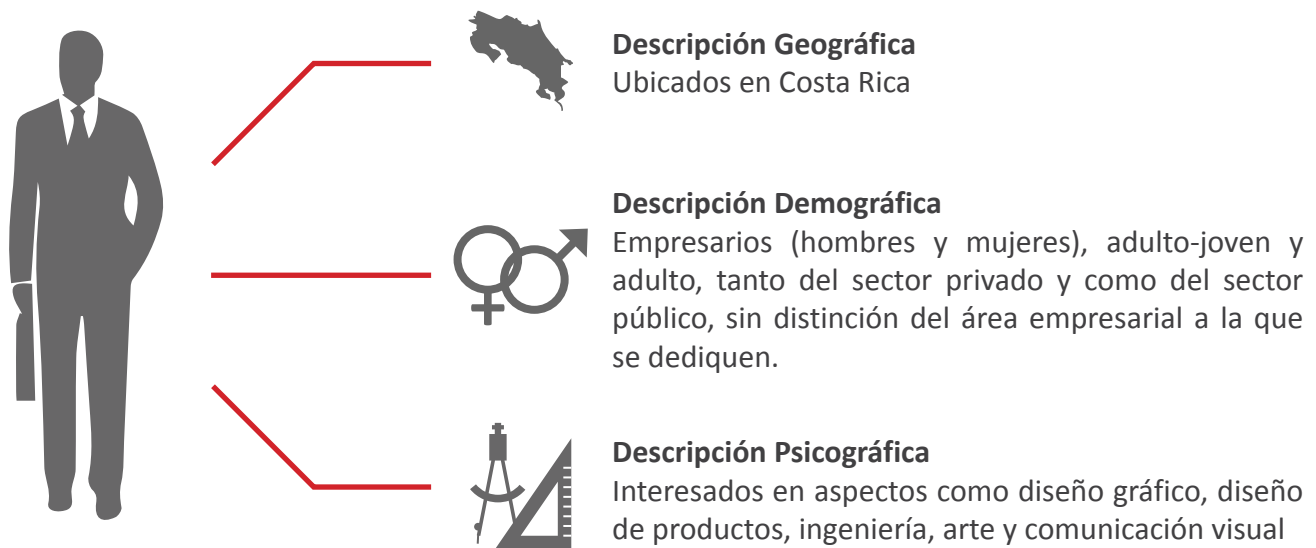 Descripción Geográfica
Ubicados en Costa Rica
Descripción Demográfica
Empresarios (hombres y mujeres), adulto-joven y
adulto, tanto del sector privado y como del sector
público, sin distinción del área empresarial a la que
se dediquen.
Descripción Psicográfica
Interesados en aspectos como diseño gráfico, diseño
de productos, ingeniería, arte y comunicación visual